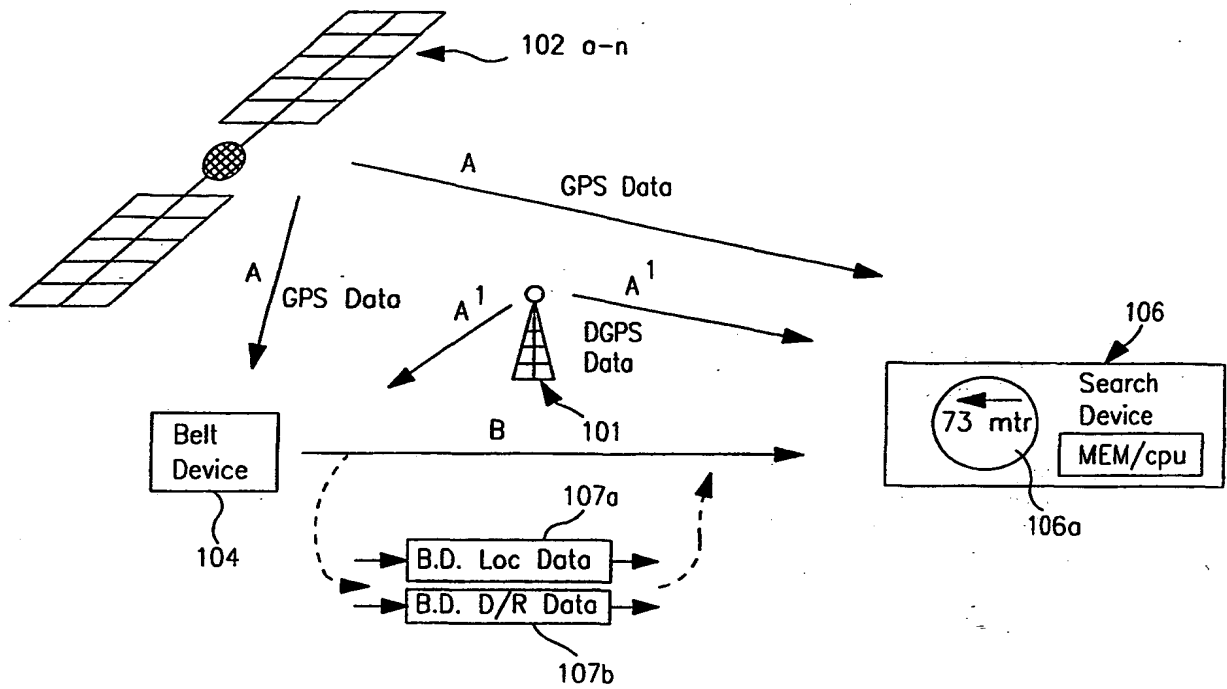 102 a-n
A
GPS Data
A
GPS Data
A¹
A¹
DGPS
Data
101
106
Search
Device
73 mtr
MEM/cpu
106a
Belt
Device
104
B
107a
B.D. Loc Data
B.D. D/R Data
107b